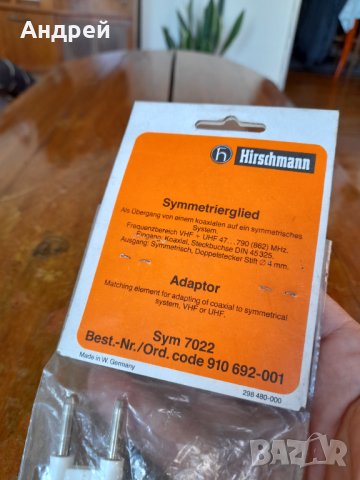 Андрей
h Hirschmann
Symmetrierglied
Als Übergang von einem koaxialen auf ein symmetrisches
System.
Frequenzbereich VHF + UHF 47...790 (862) MHz.
Eingang: Koaxial, Steckbuchse DIN 45325.
Ausgang: Symmetrisch, Doppelstecker Stift ∅ 4 mm.
Adaptor
Matching element for adapting of coaxial to symmetrical
system, VHF or UHF.
Sym 7022
Best.-Nr./Ord. code 910 692-001
Made in W. Germany
298 480-000
BAZAR